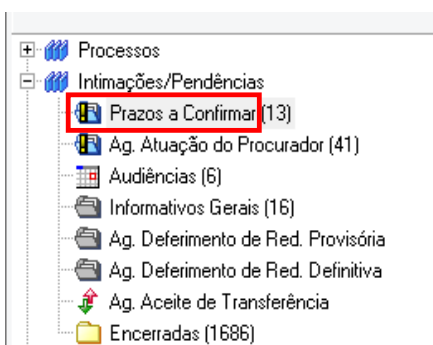 Processos
Intimações/Pendências
Prazos a Confirmar (13)
Ag. Atuação do Procurador (41)
Audiências (6)
Informativos Gerais (16)
Ag. Deferimento de Red. Provisória
Ag. Deferimento de Red. Definitiva
Ag. Aceite de Transferência
Encerradas (1686)